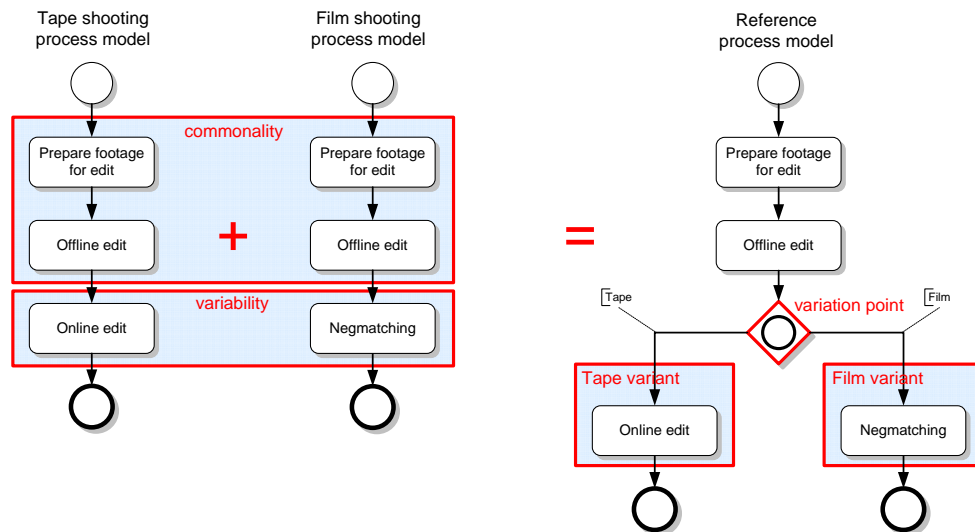 Tape shooting
process model
Film shooting
process model
Reference
process model
commonality
Prepare footage
for edit
Prepare footage
for edit
Prepare footage
for edit
Offline edit
+
Offline edit
=
Offline edit
variability
Online edit
Negmatching
Tape
variation point
Film
Tape variant
Film variant
Online edit
Negmatching